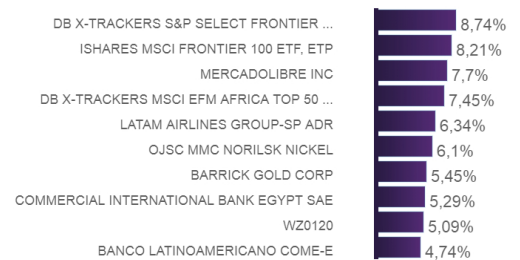 DB X-TRACKERS S&P SELECT FRONTIER ... 8,74%
ISHARES MSCI FRONTIER 100 ETF, ETP 8,21%
MERCADOLIBRE INC 7,7%
DB X-TRACKERS MSCI EFM AFRICA TOP 50 ... 7,45%
LATAM AIRLINES GROUP-SP ADR 6,34%
OJSC MMC NORILSK NICKEL 6,1%
BARRICK GOLD CORP 5,45%
COMMERCIAL INTERNATIONAL BANK EGYPT SAE 5,29%
WZ0120 5,09%
BANCO LATINOAMERICANO COME-E 4,74%